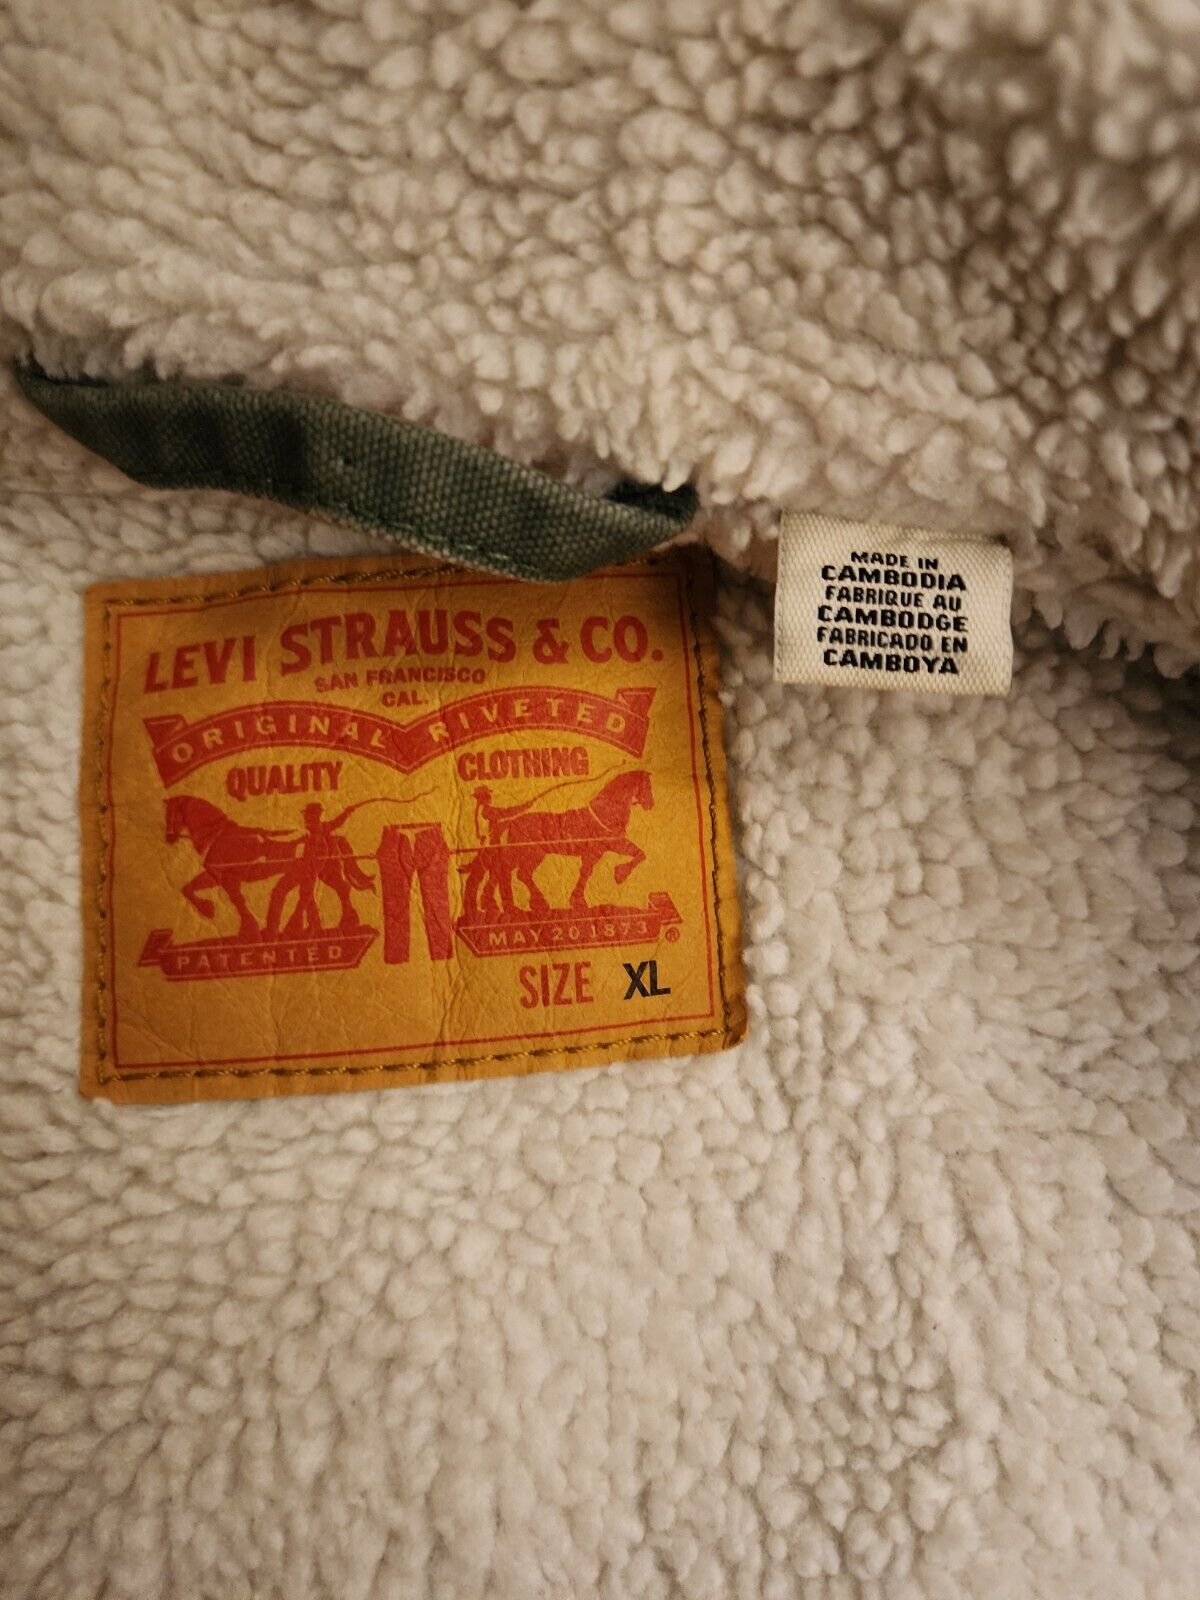 LEVI STRAUSS & CO.
SAN FRANCISCO
CAL.
ORIGINAL RIVETED
QUALITY CLOTHING
PATENTED MAY 20 1873 ®
SIZE XL
MADE IN
CAMBODIA
FABRIQUE AU
CAMBODGE
FABRICADO EN
CAMBOYA